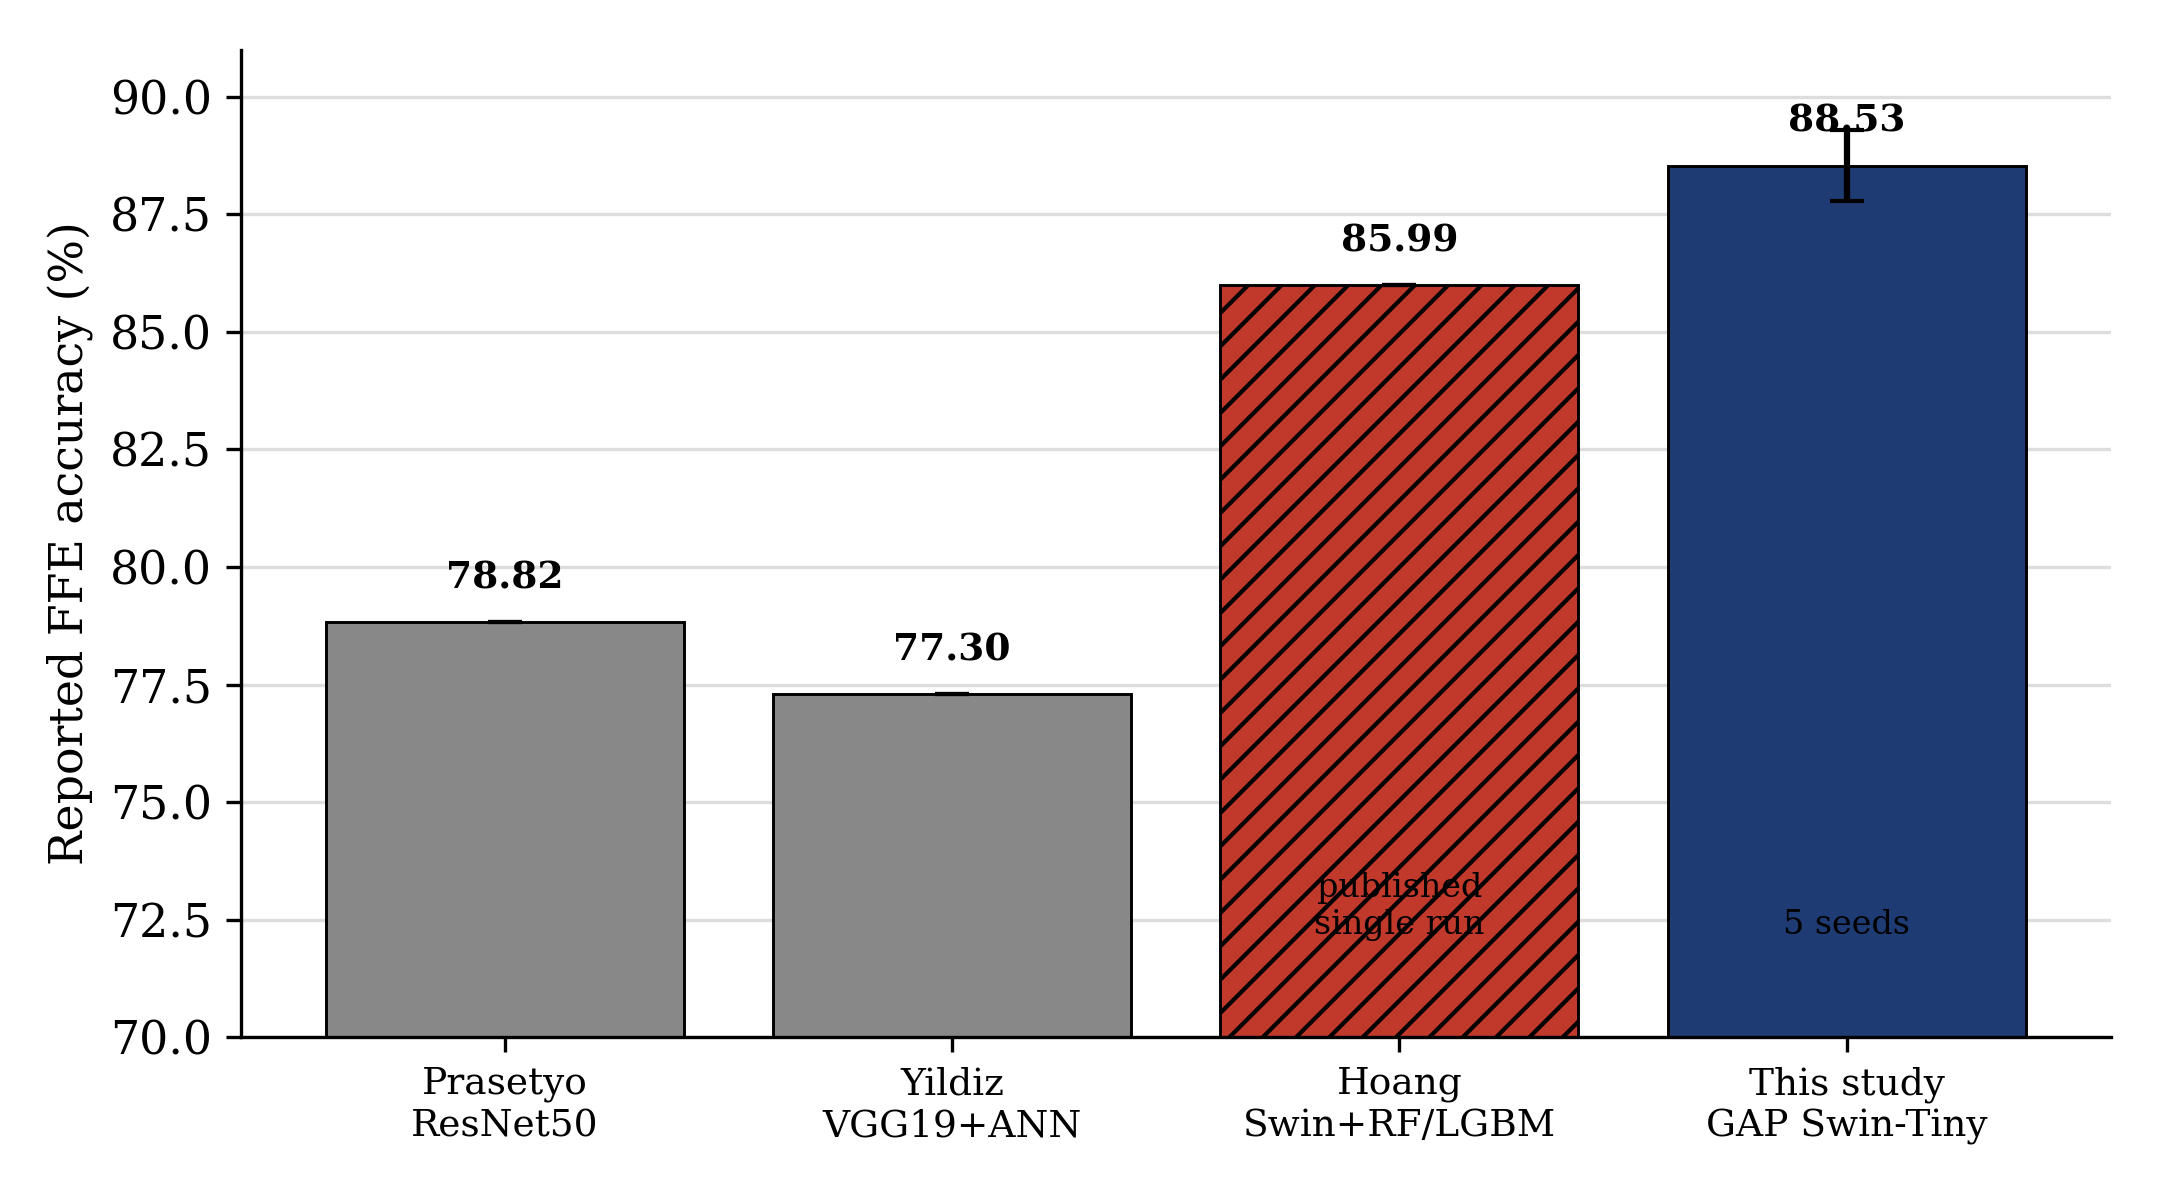 Reported FFE accuracy (%)
90.0
87.5
85.0
82.5
80.0
77.5
75.0
72.5
70.0
78.82
77.30
85.99
88.53
published
single run
5 seeds
Prasetyo
ResNet50
Yildiz
VGG19+ANN
Hoang
Swin+RF/LGBM
This study
GAP Swin-Tiny